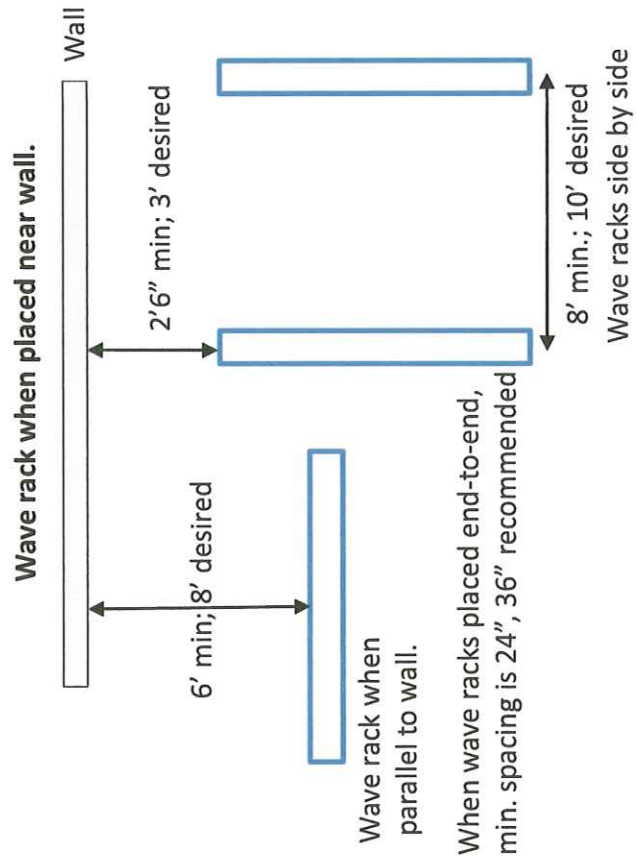 Wave rack when placed near wall.
Wall
6’ min; 8’ desired
2’6” min; 3’ desired
Wave rack when
parallel to wall.
When wave racks placed end-to-end,
min. spacing is 24”, 36” recommended
8’ min.; 10’ desired
Wave racks side by side